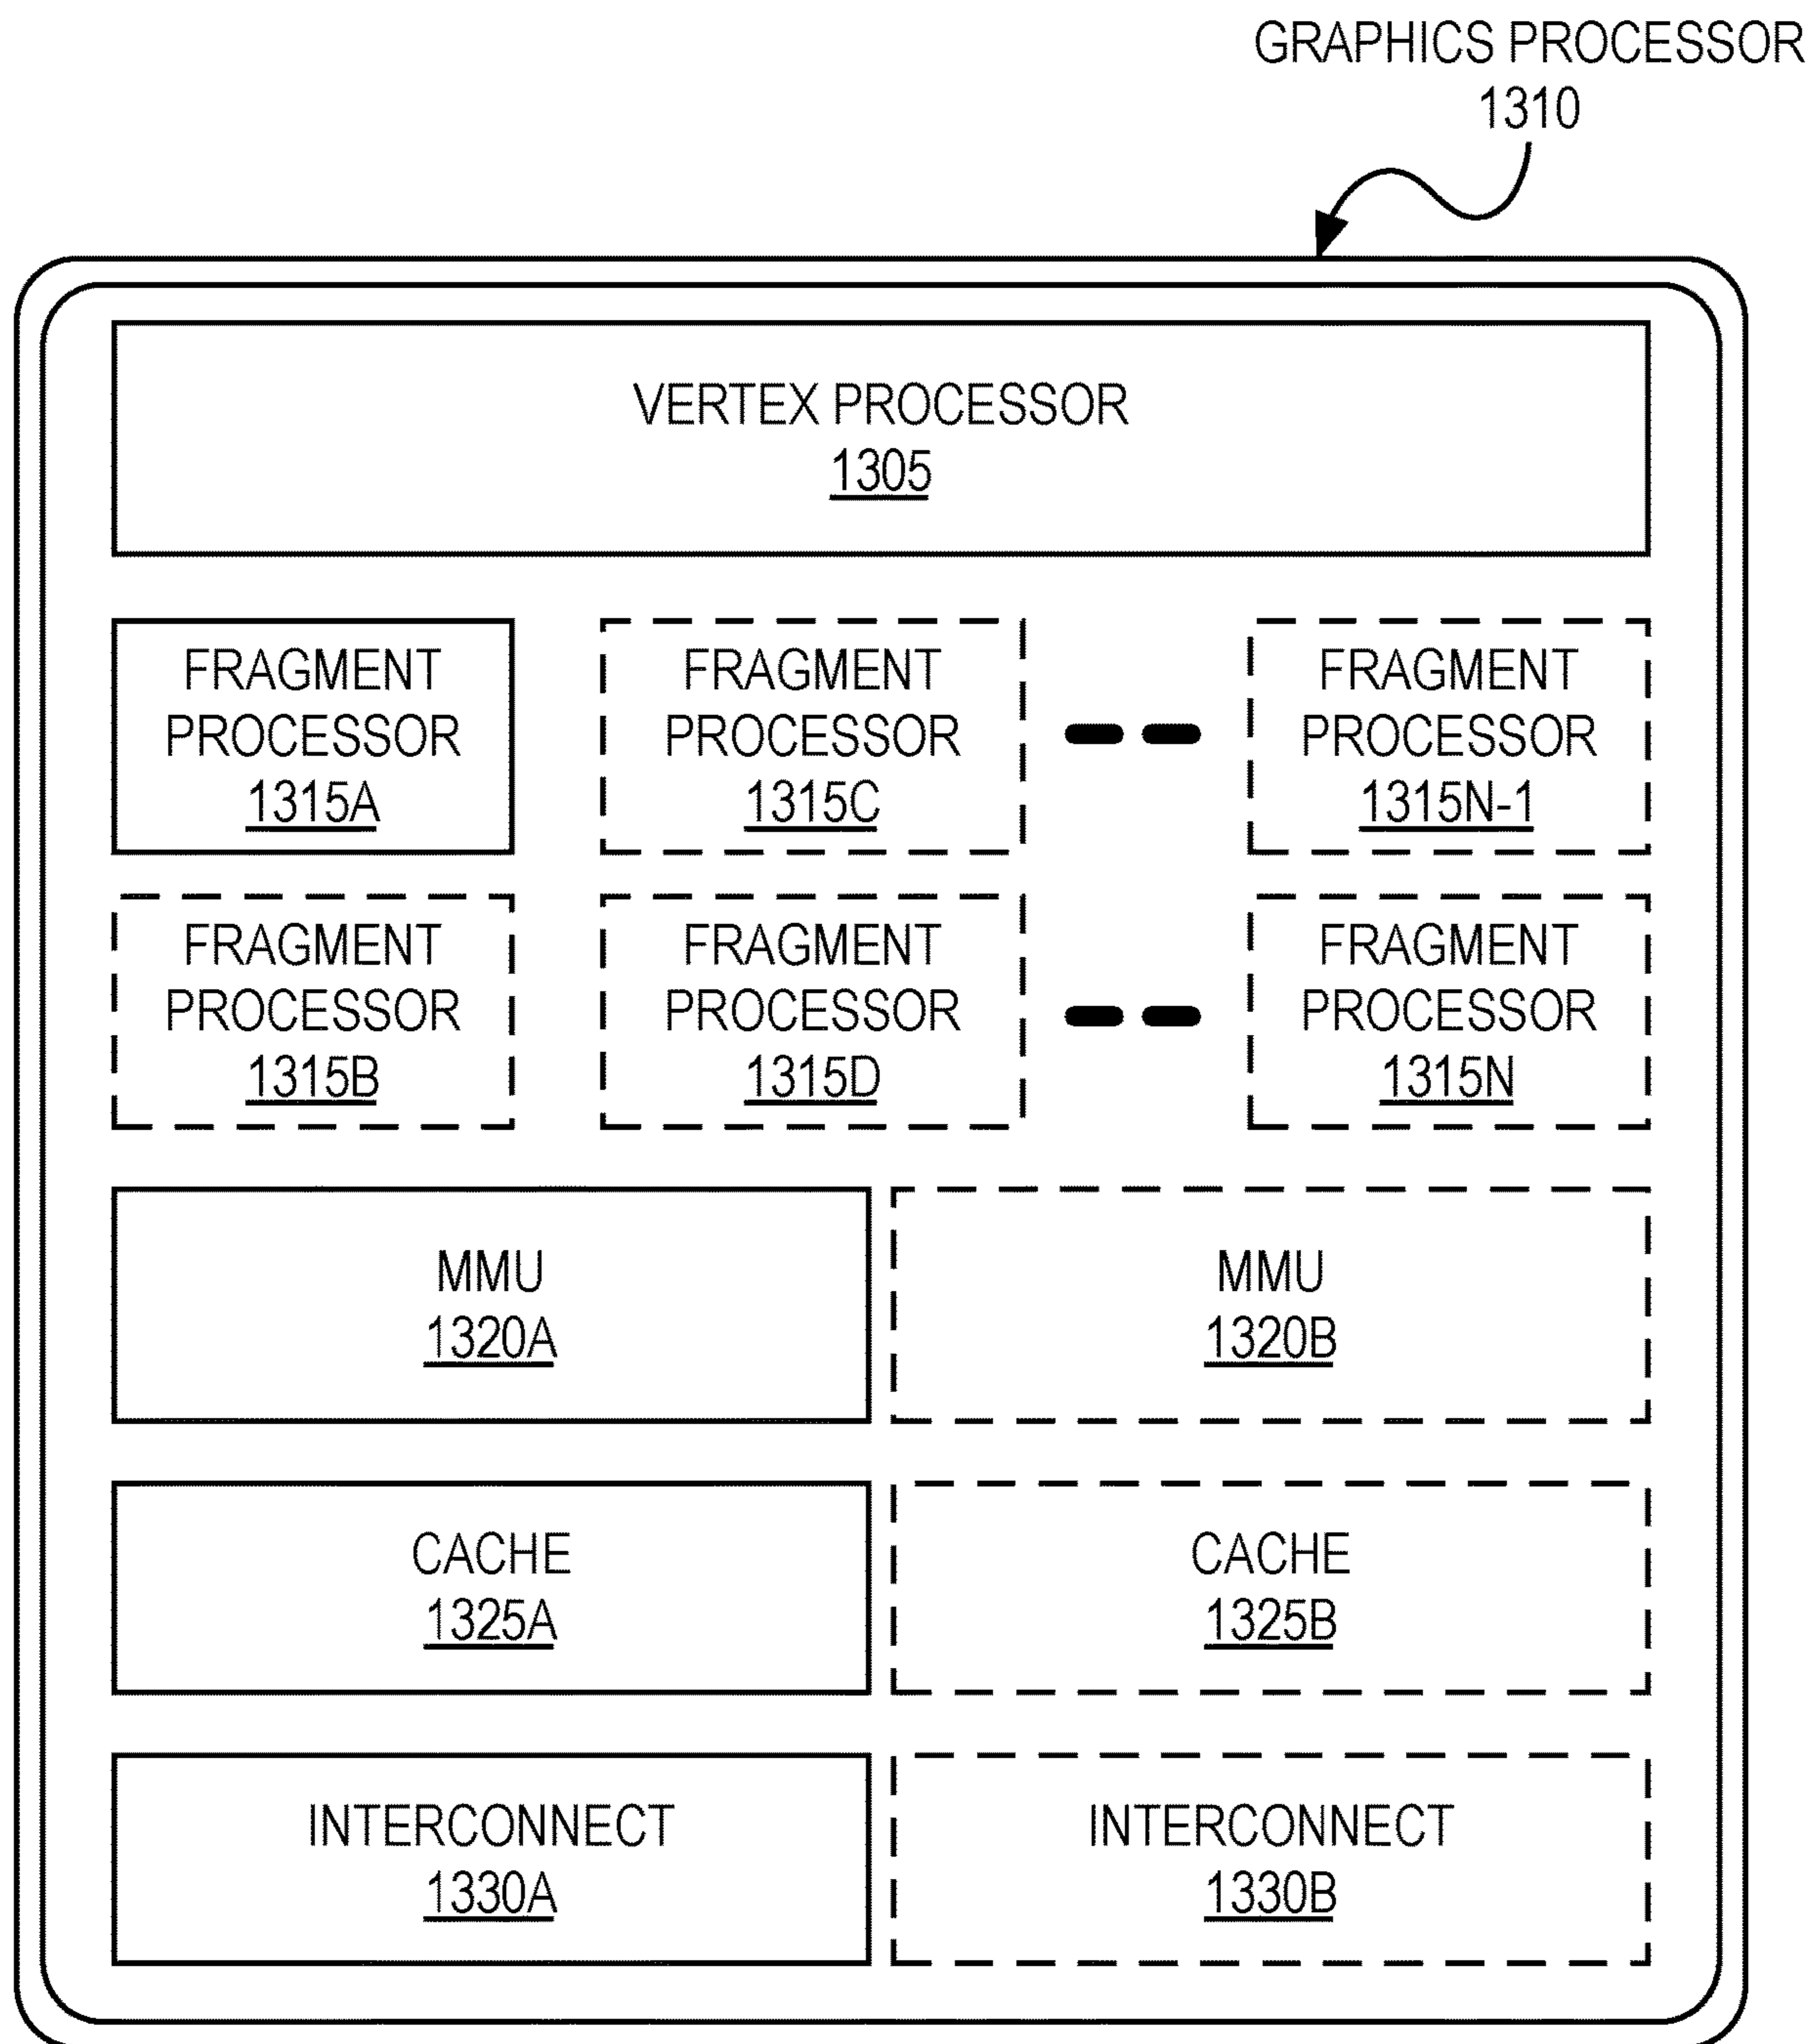 GRAPHICS PROCESSOR
1310
VERTEX PROCESSOR
1305
FRAGMENT
PROCESSOR
1315A
FRAGMENT
PROCESSOR
1315C
FRAGMENT
PROCESSOR
1315N-1
FRAGMENT
PROCESSOR
1315B
FRAGMENT
PROCESSOR
1315D
FRAGMENT
PROCESSOR
1315N
MMU
1320A
MMU
1320B
CACHE
1325A
CACHE
1325B
INTERCONNECT
1330A
INTERCONNECT
1330B